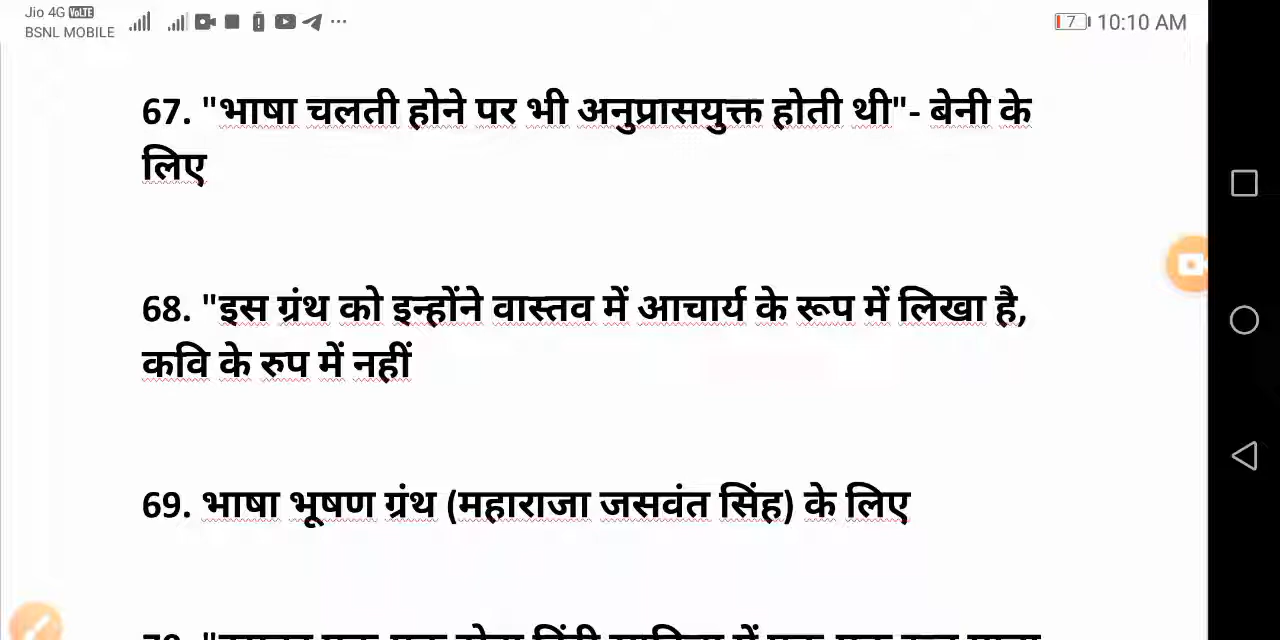 Jio 4G VoLTE
BSNL MOBILE
7 10:10 AM
67. "भाषा चलती होने पर भी अनुप्रासयुक्त होती थी"- बेनी के
लिए
68. "इस ग्रंथ को इन्होंने वास्तव में आचार्य के रूप में लिखा है,
कवि के रुप में नहीं
69. भाषा भूषण ग्रंथ (महाराजा जसवंत सिंह) के लिए